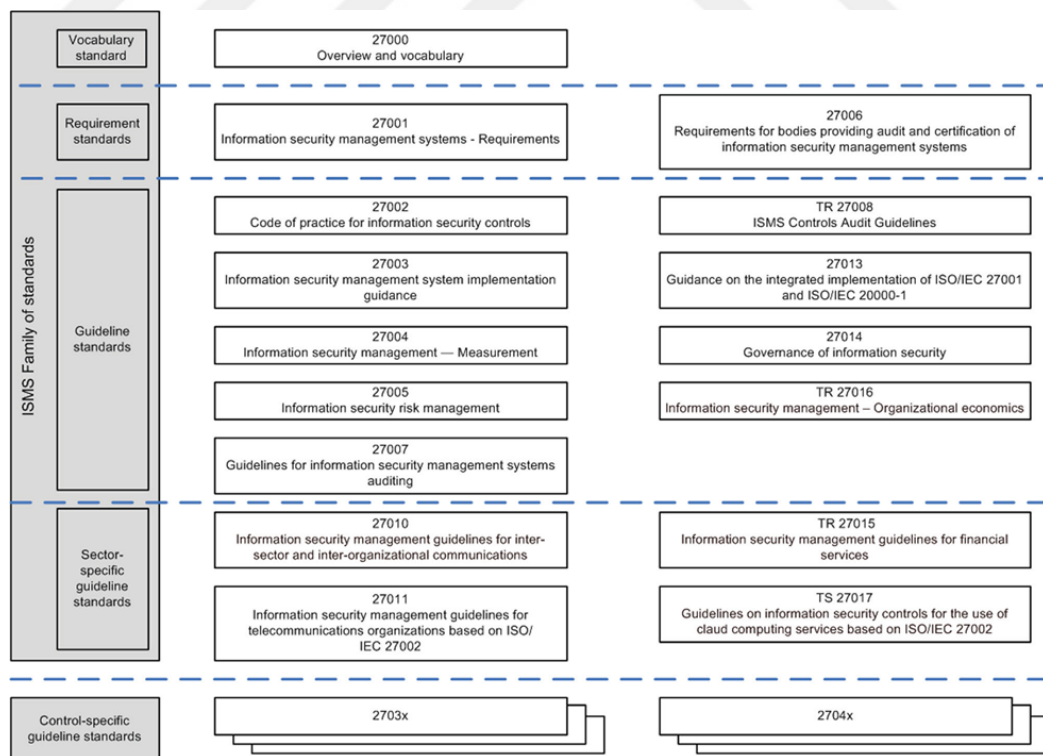 ISMS Family of standards
Vocabulary
standard
27000
Overview and vocabulary
Requirement
standards
27001
Information security management systems - Requirements
27006
Requirements for bodies providing audit and certification of
information security management systems
Guideline
standards
27002
Code of practice for information security controls
TR 27008
ISMS Controls Audit Guidelines
27003
Information security management system implementation
guidance
27013
Guidance on the integrated implementation of ISO/IEC 27001
and ISO/IEC 20000-1
27004
Information security management — Measurement
27014
Governance of information security
27005
Information security risk management
TR 27016
Information security management – Organizational economics
27007
Guidelines for information security management systems
auditing
Sector-
specific
guideline
standards
27010
Information security management guidelines for inter-
sector and inter-organizational communications
TR 27015
Information security management guidelines for financial
services
27011
Information security management guidelines for
telecommunications organizations based on ISO/
IEC 27002
TS 27017
Guidelines on information security controls for the use of
claud computing services based on ISO/IEC 27002
Control-specific
guideline standards
2703x
2704x